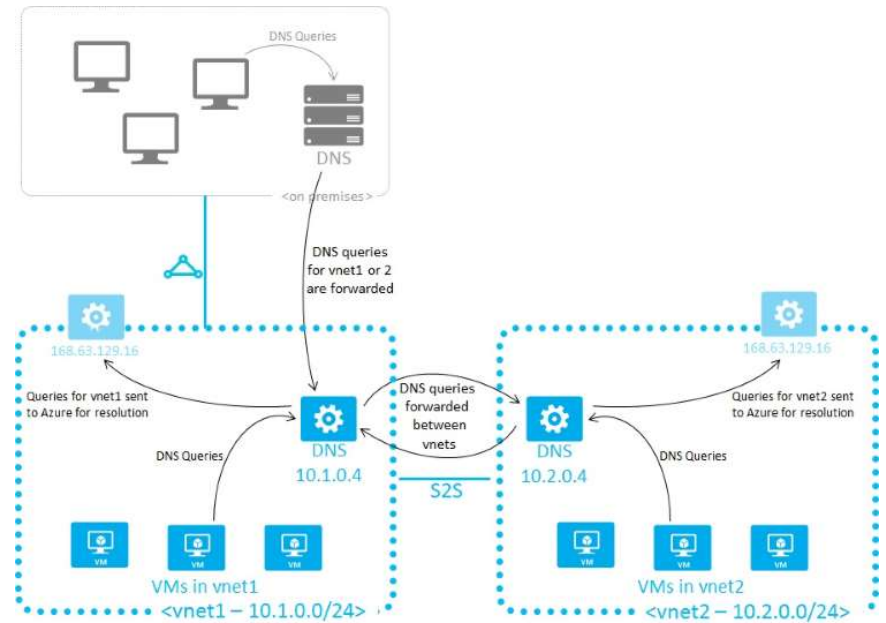 DNS Queries
DNS
<on premises>
DNS queries
for vnet1 or 2
are forwarded
168.63.129.16
Queries for vnet1 sent
to Azure for resolution
DNS Queries
DNS
10.1.0.4
VM
VM
VM
VMs in vnet1
<vnet1 – 10.1.0.0/24>
DNS queries
forwarded
between
vnets
S2S
168.63.129.16
Queries for vnet2 sent
to Azure for resolution
DNS Queries
DNS
10.2.0.4
VM
VM
VM
VMs in vnet2
<vnet2 – 10.2.0.0/24>